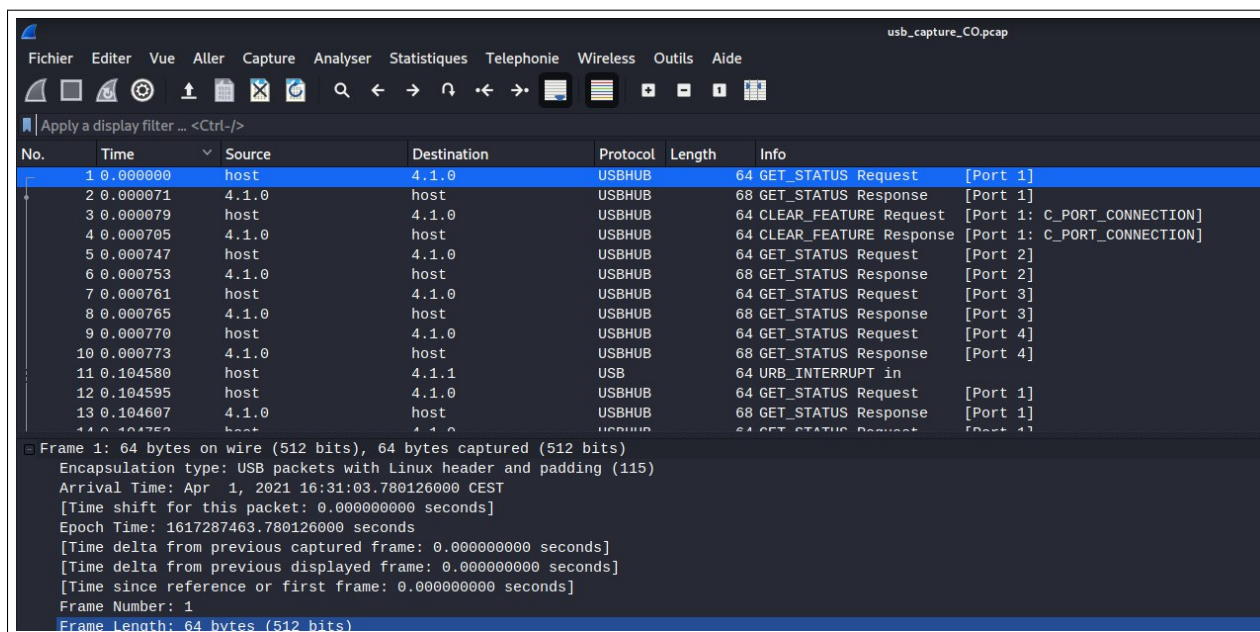 usb_capture_CO.pcap
Fichier Editer Vue Aller Capture Analyser Statistiques Telephonie Wireless Outils Aide
Apply a display filter ... <Ctrl-/>
No. Time Source Destination Protocol Length Info
1 0.000000 host 4.1.0 USBHUB 64 GET_STATUS Request [Port 1]
2 0.000071 4.1.0 host USBHUB 68 GET_STATUS Response [Port 1]
3 0.000079 host 4.1.0 USBHUB 64 CLEAR_FEATURE Request [Port 1: C_PORT_CONNECTION]
4 0.000705 4.1.0 host USBHUB 64 CLEAR_FEATURE Response [Port 1: C_PORT_CONNECTION]
5 0.000747 host 4.1.0 USBHUB 64 GET_STATUS Request [Port 2]
6 0.000753 4.1.0 host USBHUB 68 GET_STATUS Response [Port 2]
7 0.000761 host 4.1.0 USBHUB 64 GET_STATUS Request [Port 3]
8 0.000765 4.1.0 host USBHUB 68 GET_STATUS Response [Port 3]
9 0.000770 host 4.1.0 USBHUB 64 GET_STATUS Request [Port 4]
10 0.000773 4.1.0 host USBHUB 68 GET_STATUS Response [Port 4]
11 0.104580 host 4.1.1 USB 64 URB_INTERRUPT in
12 0.104595 host 4.1.0 USBHUB 64 GET_STATUS Request [Port 1]
13 0.104607 4.1.0 host USBHUB 68 GET_STATUS Response [Port 1]
14 0.104753 host 4.1.0 USBHUB 64 GET_STATUS Request [Port 1]
Frame 1: 64 bytes on wire (512 bits), 64 bytes captured (512 bits)
Encapsulation type: USB packets with Linux header and padding (115)
Arrival Time: Apr 1, 2021 16:31:03.780126000 CEST
[Time shift for this packet: 0.000000000 seconds]
Epoch Time: 1617287463.780126000 seconds
[Time delta from previous captured frame: 0.000000000 seconds]
[Time delta from previous displayed frame: 0.000000000 seconds]
[Time since reference or first frame: 0.000000000 seconds]
Frame Number: 1
Frame Length: 64 bytes (512 bits)